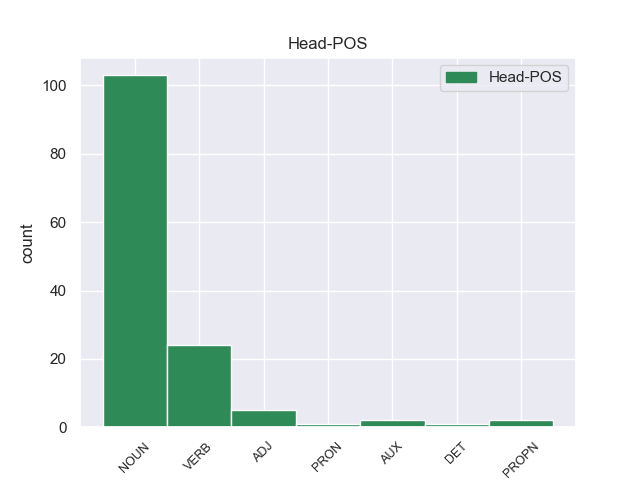 Head-POS
Head-POS
100
80
60
40
20
0
count
NOUN
VERB
ADJ
PRON
AUX
DET
PROPN